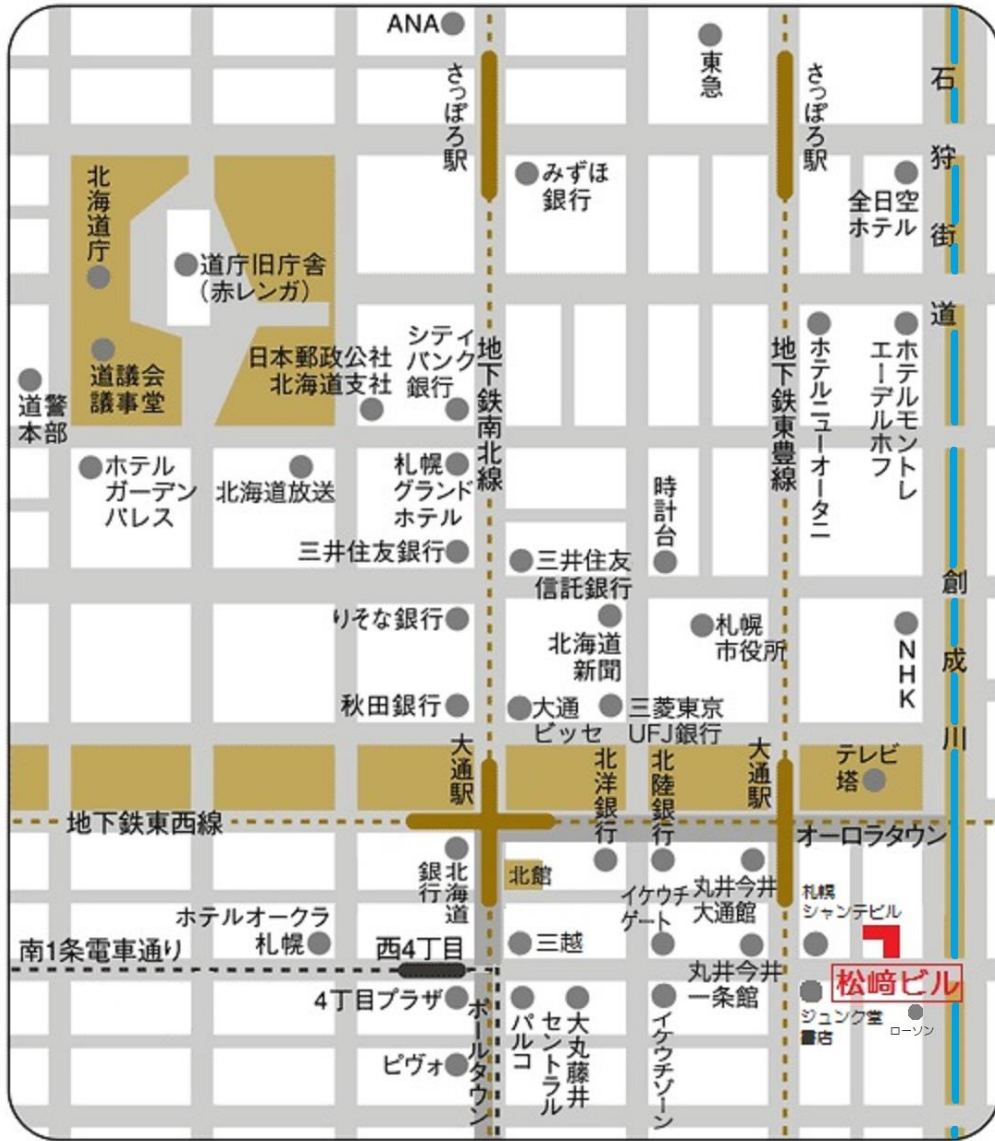 ANA
東急
さっぽろ駅
さっぽろ駅
石狩街道
北海道庁
みずほ
銀行
全日空
ホテル
道庁旧庁舎
（赤レンガ）
道議会
議事堂
道警
本部
日本郵政公社
北海道支社
シティ
バンク
銀行
地下鉄南北線
地下鉄東豊線
ホテルニューオータニ
ホテルモントレ
エーデルホフ
ホテル
ガーデン
パレス
北海道放送
札幌
グランド
ホテル
時計台
三井住友銀行
三井住友
信託銀行
創成川
りそな銀行
北海道
新聞
札幌
市役所
NHK
秋田銀行
大通
ビッセ
三菱東京
UFJ銀行
大通駅
北洋銀行
北陸銀行
大通駅
テレビ
塔
地下鉄東西線
オーロラタウン
北海道
銀行
北館
イケウチ
ゲート
丸井今井
大通館
札幌
シャンテビル
ホテルオークラ
札幌
南1条電車通り
西4丁目
三越
丸井今井
一条館
松﨑ビル
4丁目プラザ
ポールタウン
パルコ
大丸藤井
セントラル
イケウチゾーン
ジュンク堂
書店
ローソン
ピヴォ